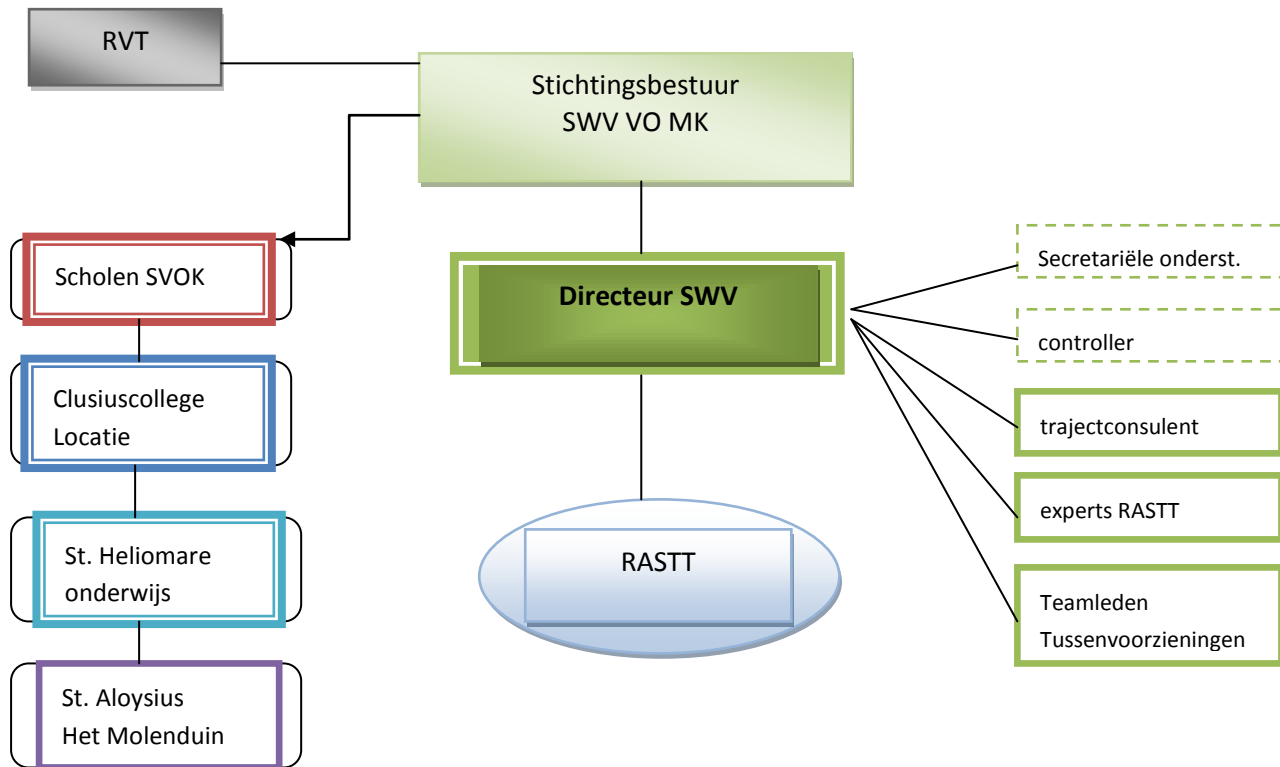 RVT
Stichtingsbestuur
SWV VO MK
Scholen SVOK
Clusiuscollege
Locatie
St. Heliomare
onderwijs
St. Aloysius
Het Molenduin
Directeur SWV
RASTT
Secretariële onderst.
controller
trajectconsulent
experts RASTT
Teamleden
Tussenvoorzieningen